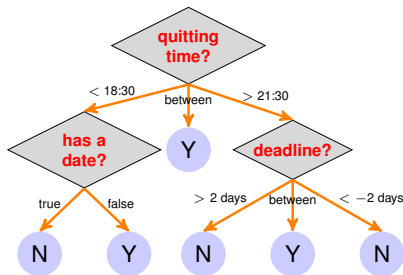 quitting
time?
< 18:30
between
> 21:30
has a
date?
Y
deadline?
true
false
> 2 days
between
< −2 days
N
Y
N
Y
N